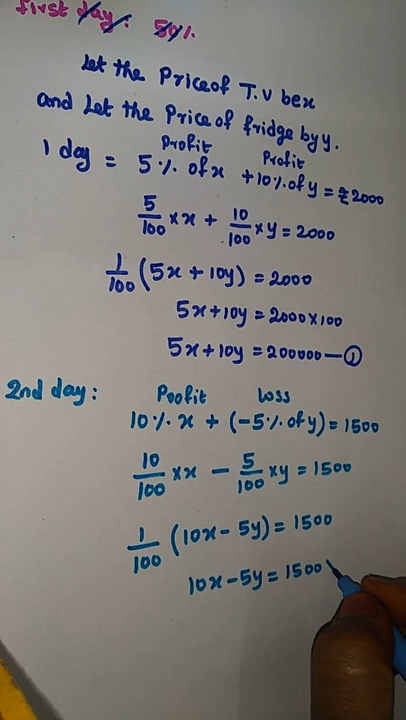 first day: 50%
Let the Price of T.V be x
and Let the Price of fridge by y.
Profit Profit
1 day = 5% of x + 10% of y = ₹2000
5/100 × x + 10/100 × y = 2000
1/100 (5x + 10y) = 2000
5x + 10y = 2000 × 100
5x + 10y = 200000 — ①
2nd day: Profit Loss
10% x + (-5% of y) = 1500
10/100 × x - 5/100 × y = 1500
1/100 (10x - 5y) = 1500
10x - 5y = 1500